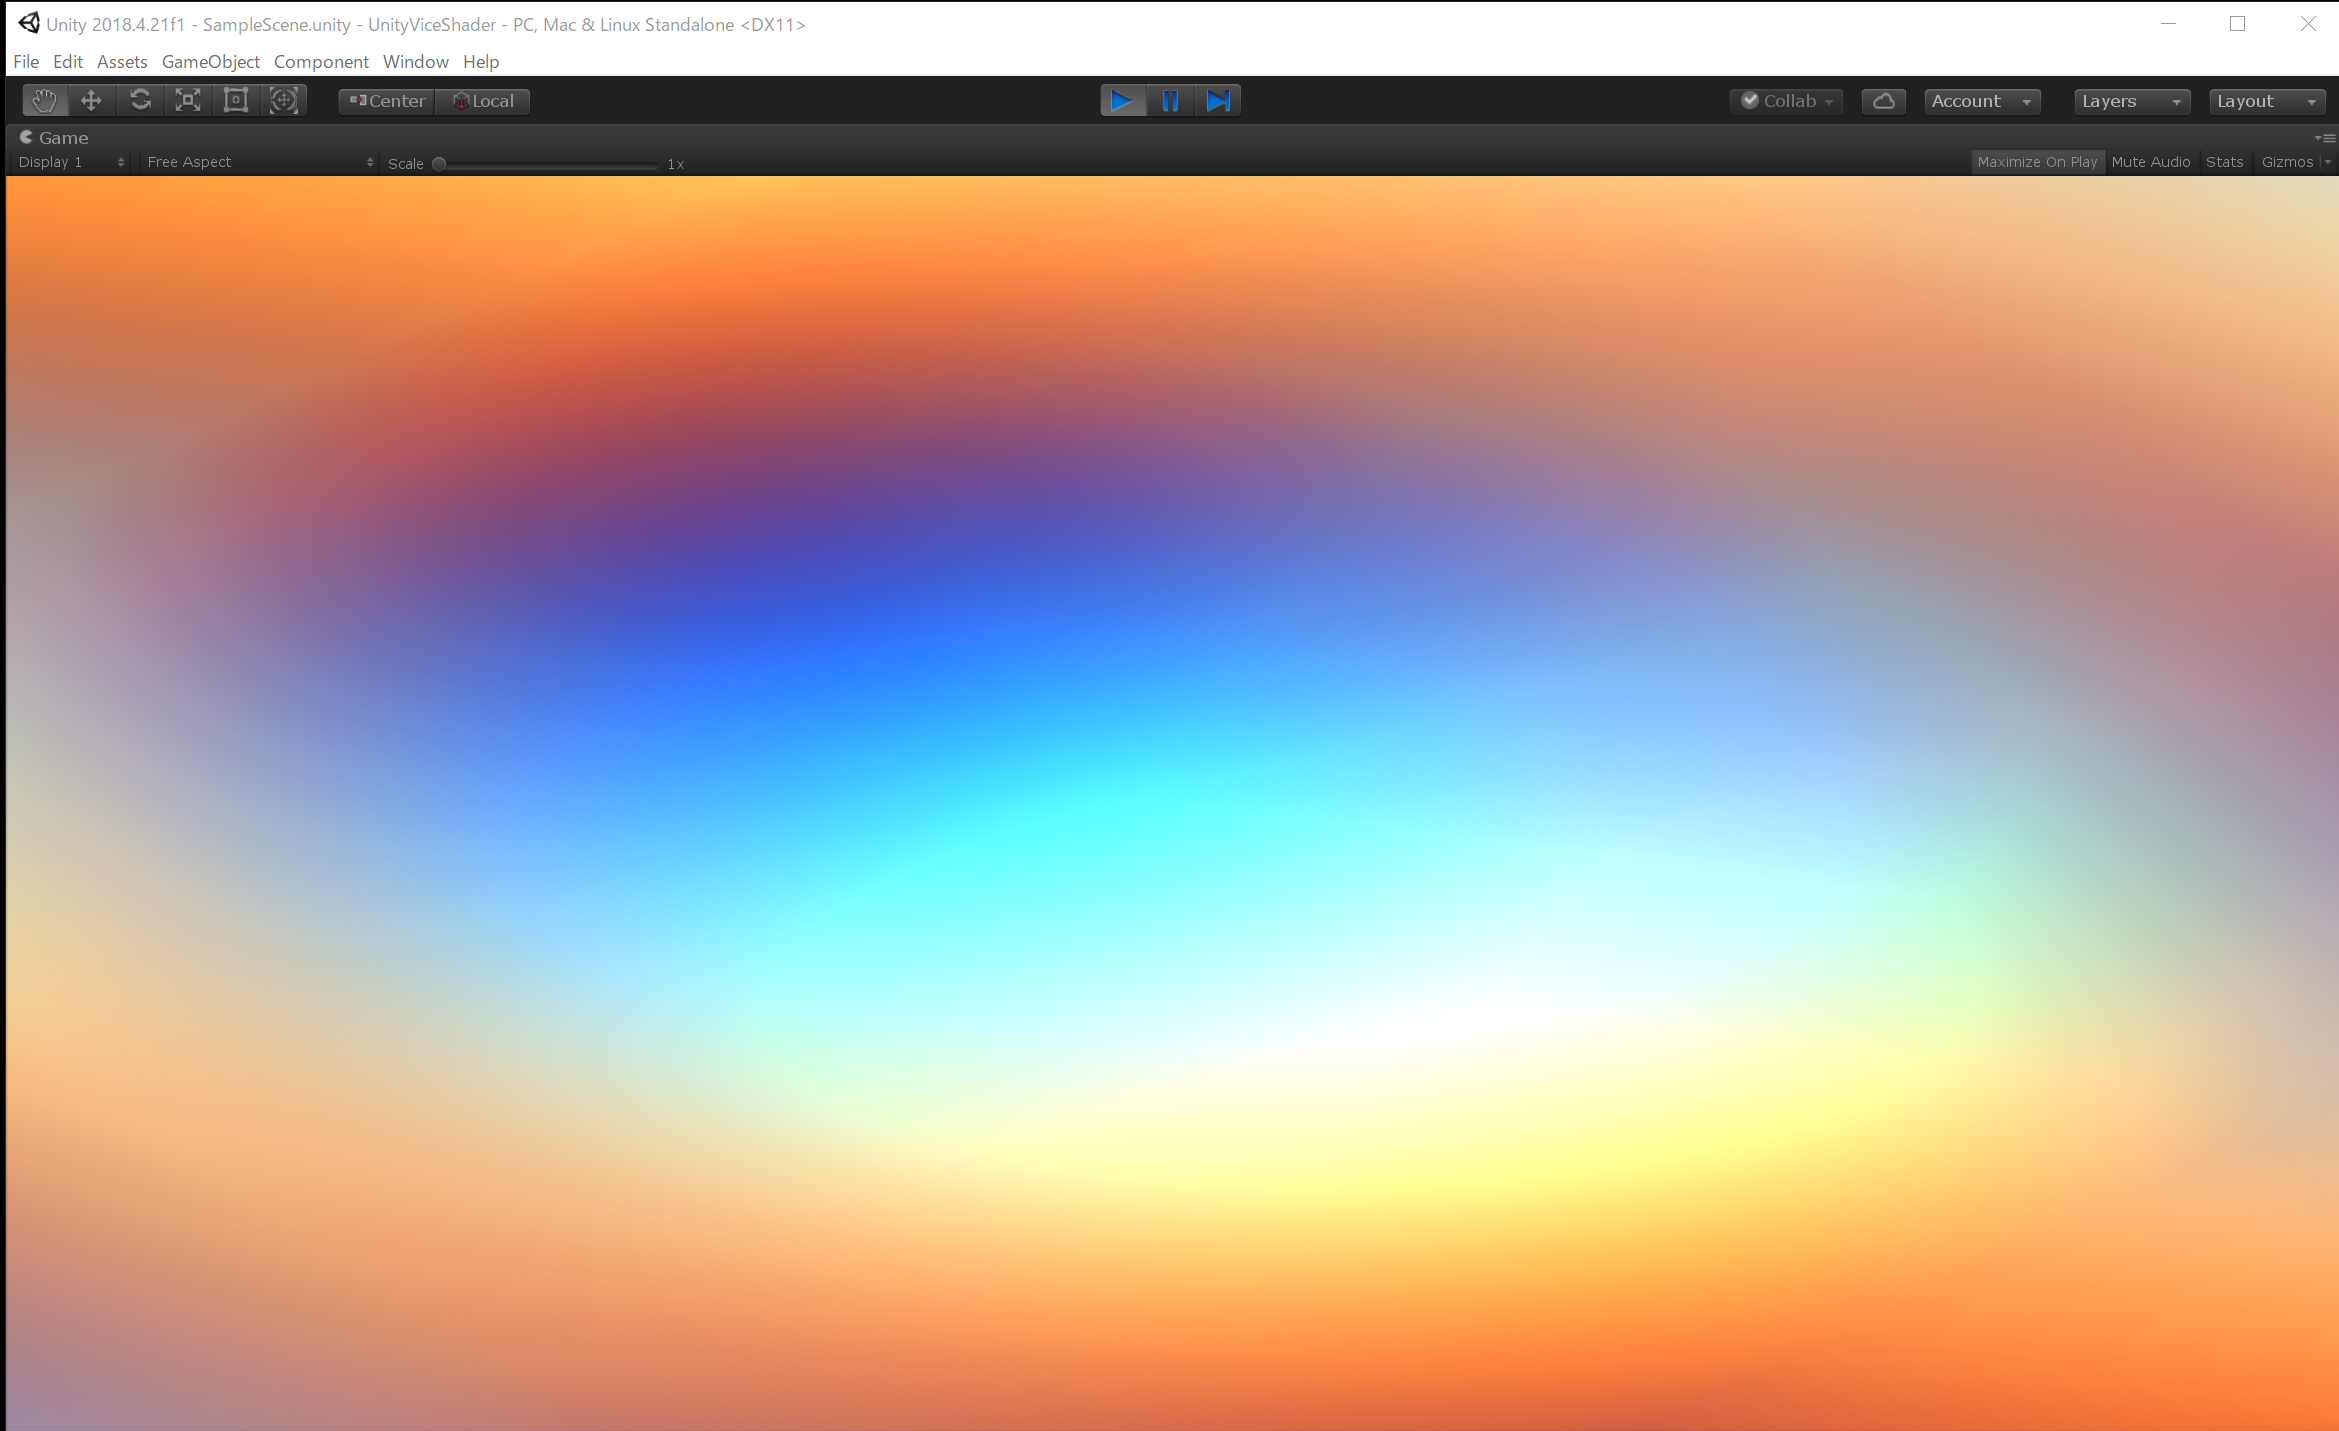 Unity 2018.4.21f1 - SampleScene.unity - UnityViceShader - PC, Mac & Linux Standalone <DX11>
File Edit Assets GameObject Component Window Help
Center Local Collab Account Layers Layout
Game
Display 1 Free Aspect Scale 1x Maximize On Play Mute Audio Stats Gizmos